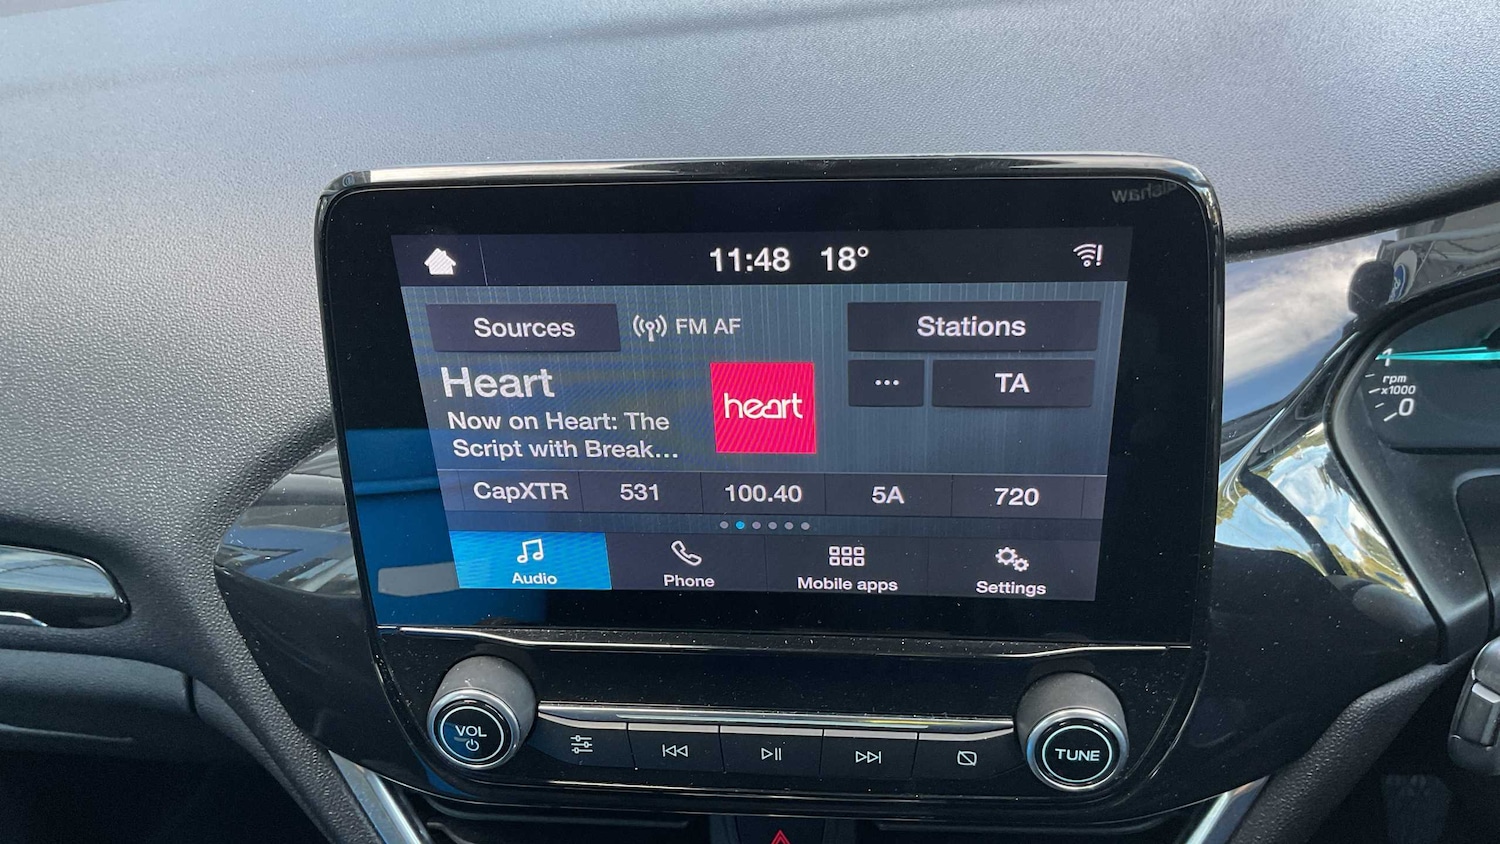 11:48 18°
Sources FM AF Stations
Heart
heart
... TA
Now on Heart: The
Script with Break...
CapXTR 531 100.40 5A 720
Audio Phone Mobile apps Settings
VOL TUNE
1
rpm
x1000
0